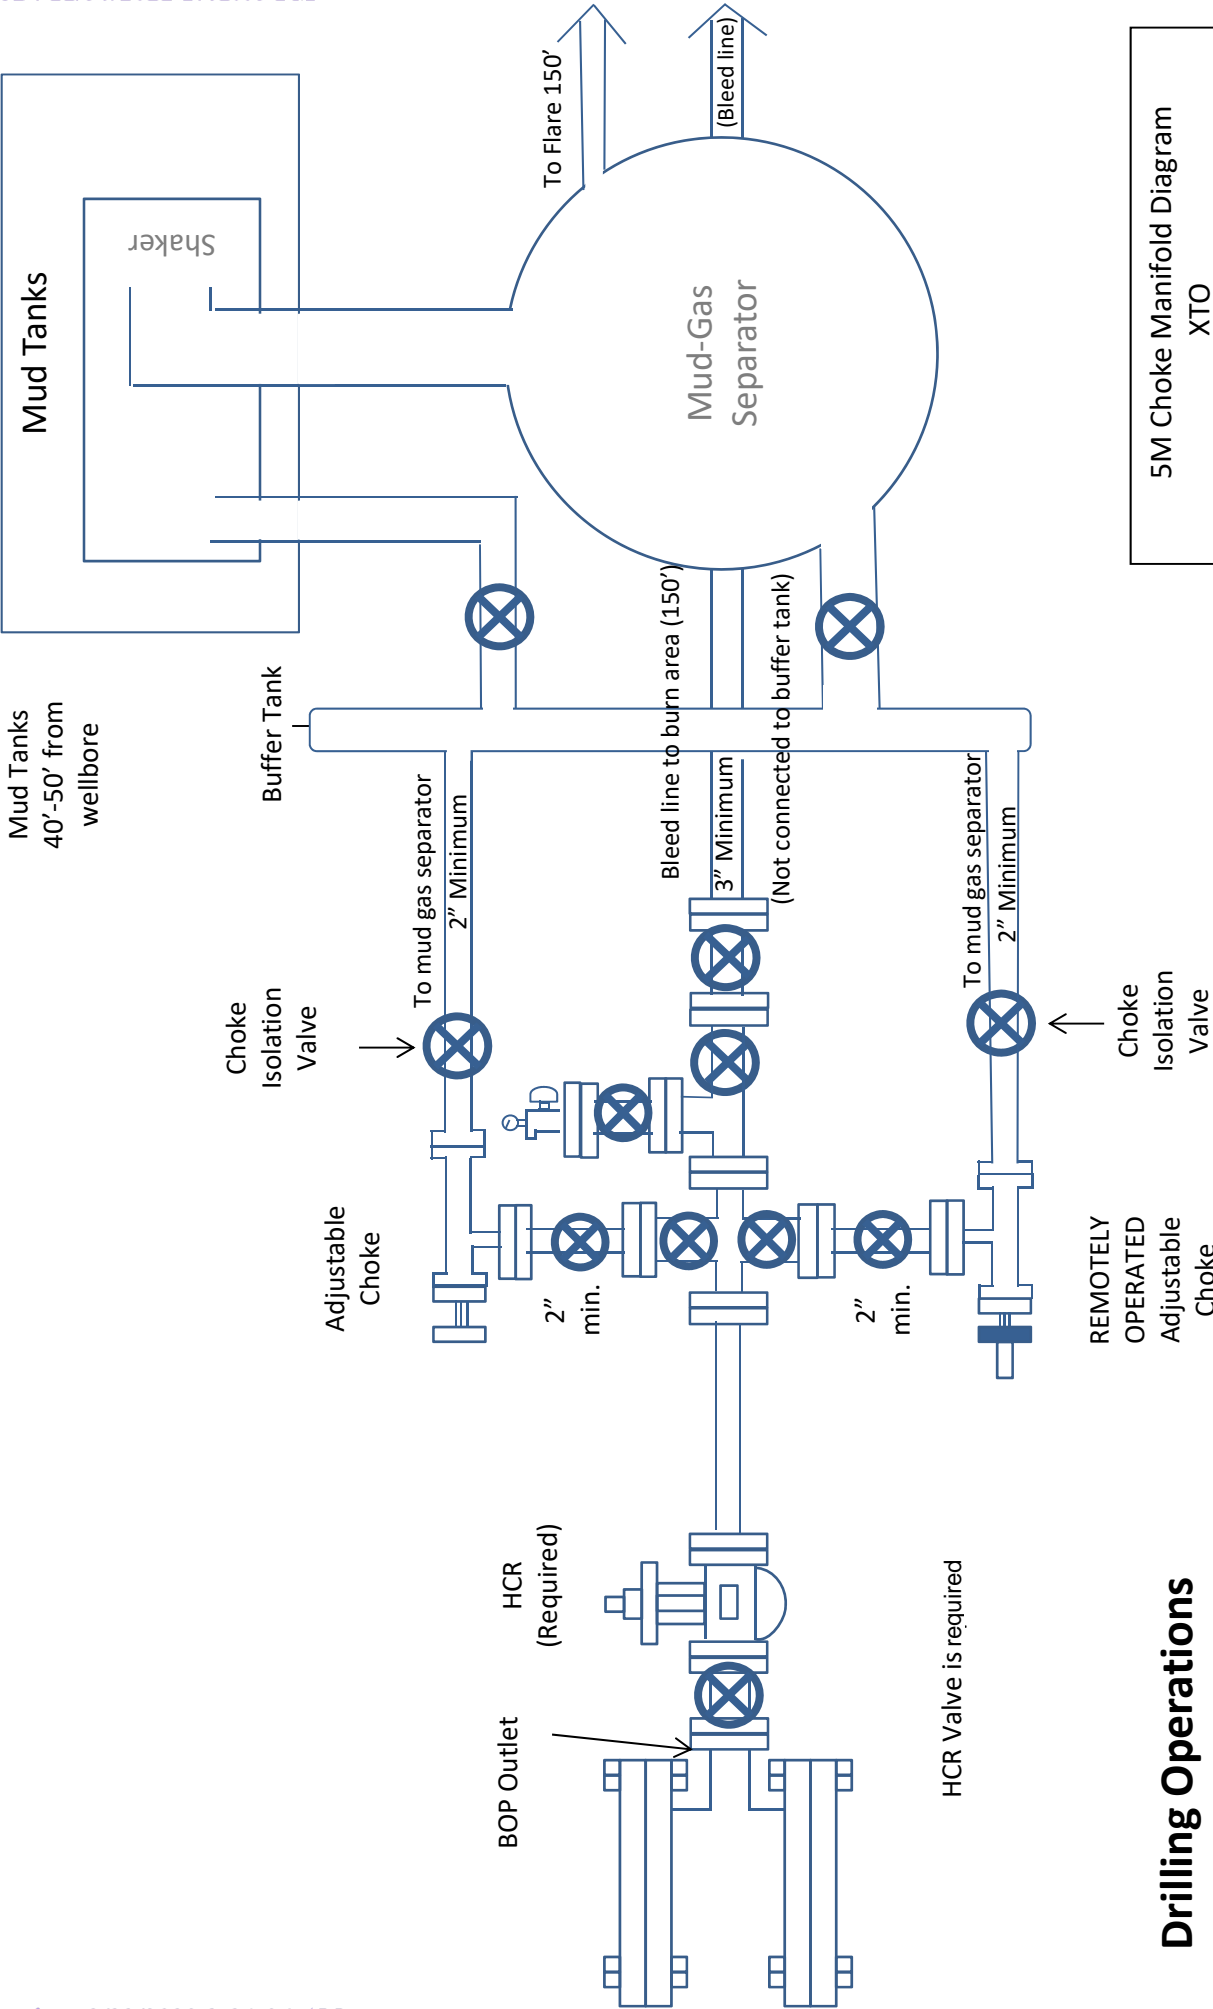 Mud Tanks
40’-50’ from
wellbore
Mud Tanks
Shaker
Buffer Tank
Choke
Isolation
Valve
Adjustable
Choke
To mud gas separator
2” Minimum
To Flare 150’
(Bleed line)
Mud-Gas
Separator
HCR
(Required)
BOP Outlet
2”
min.
Bleed line to burn area (150’)
3” Minimum
(Not connected to buffer tank)
2”
min.
To mud gas separator
2” Minimum
HCR Valve is required
REMOTELY
OPERATED
Adjustable
Choke
Choke
Isolation
Valve
5M Choke Manifold Diagram
XTO
Drilling Operations